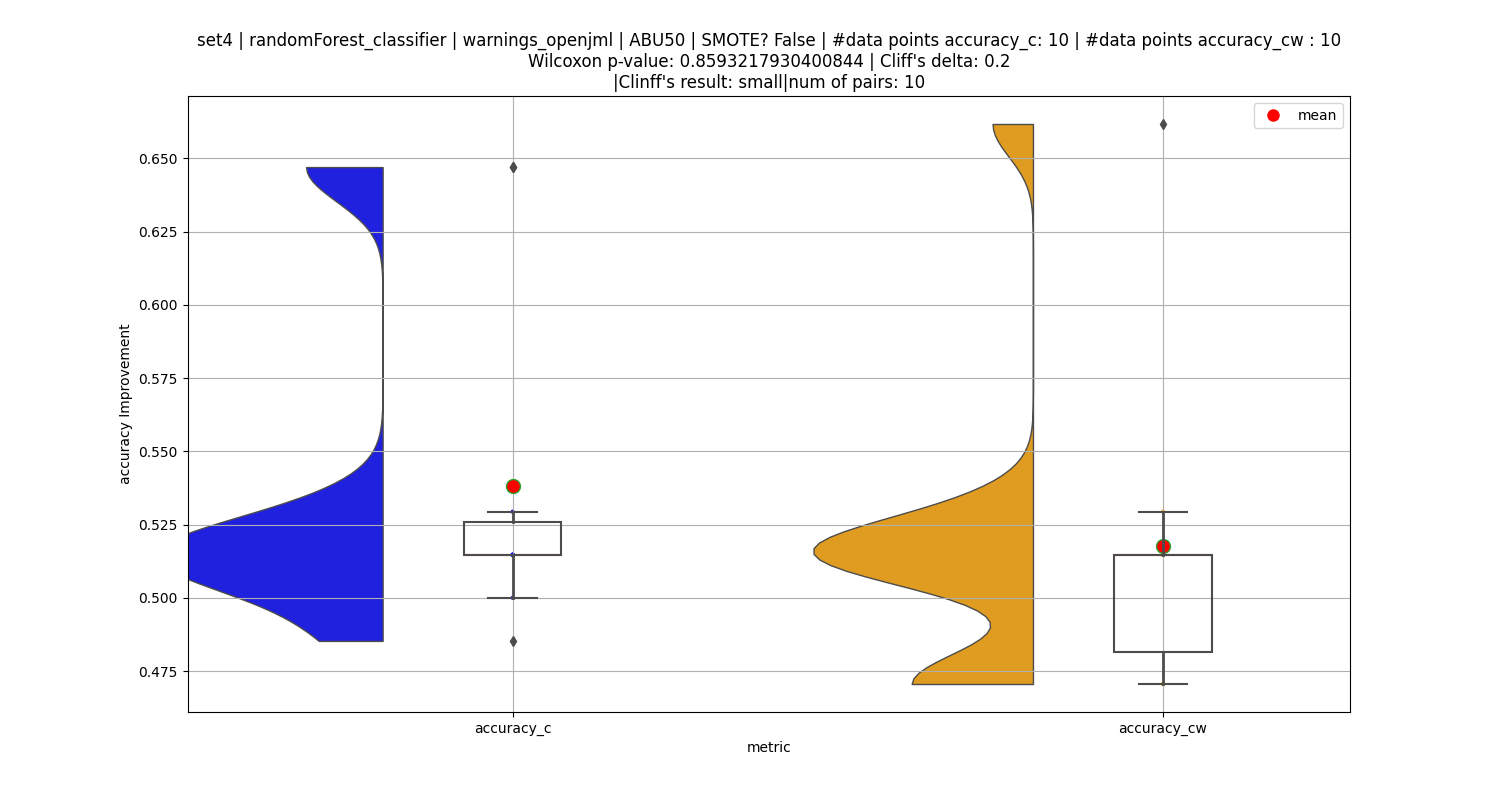 set4 | randomForest_classifier | warnings_openjml | ABU50 | SMOTE? False | #data points accuracy_c: 10 | #data points accuracy_cw : 10
Wilcoxon p-value: 0.8593217930400844 | Cliff's delta: 0.2
|Clinff's result: small|num of pairs: 10
mean
0.650
0.625
0.600
0.575
0.550
0.525
0.500
0.475
accuracy Improvement
accuracy_c
accuracy_cw
metric